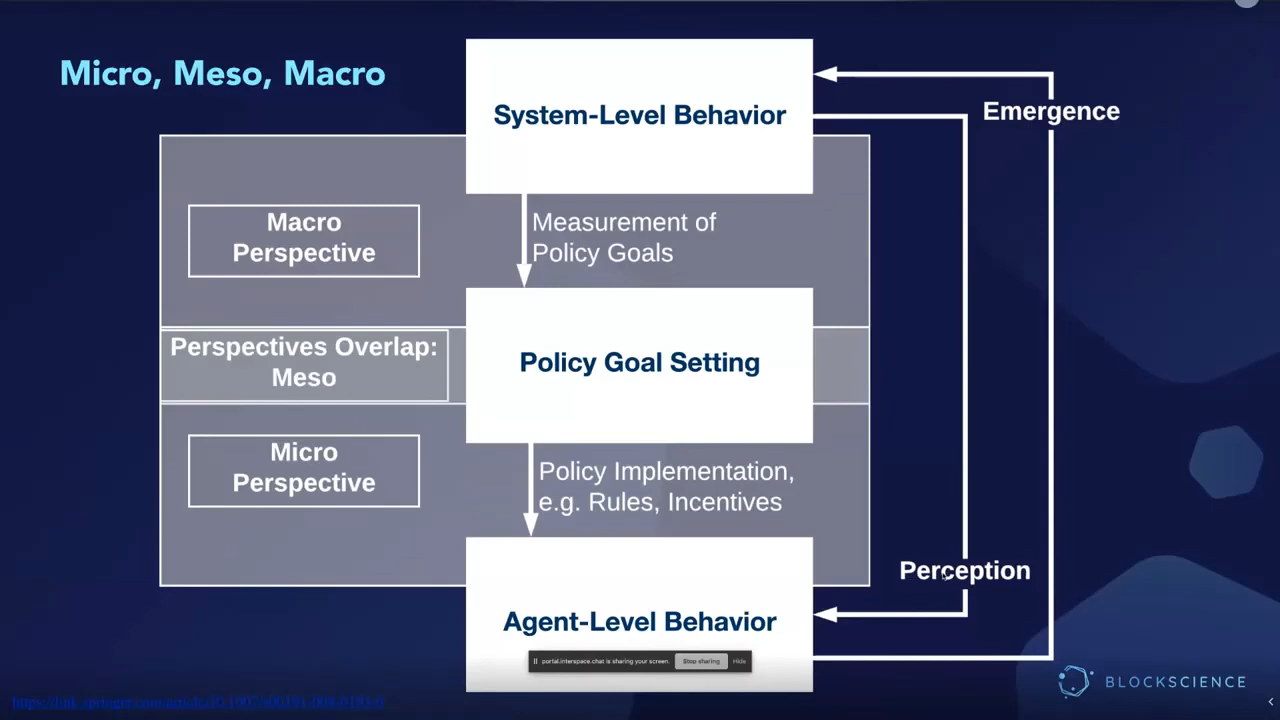 Micro, Meso, Macro
System-Level Behavior
Emergence
Macro
Perspective
Measurement of
Policy Goals
Perspectives Overlap:
Meso
Policy Goal Setting
Micro
Perspective
Policy Implementation,
e.g. Rules, Incentives
Perception
Agent-Level Behavior
portal.interspace.chat is sharing your screen.
Stop sharing
Hide
BLOCKSCIENCE